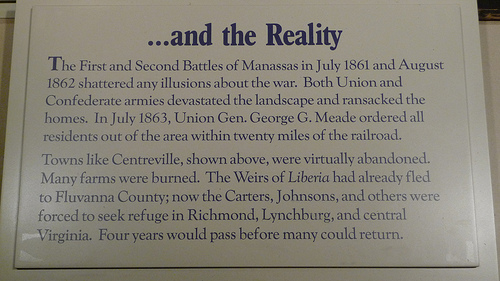 ...and the Reality
The First and Second Battles of Manassas in July 1861 and August
1862 shattered any illusions about the war. Both Union and
Confederate armies devastated the landscape and ransacked the
homes. In July 1863, Union Gen. George G. Meade ordered all
residents out of the area within twenty miles of the railroad.
Towns like Centreville, shown above, were virtually abandoned.
Many farms were burned. The Weirs of Liberia had already fled
to Fluvanna County; now the Carters, Johnsons, and others were
forced to seek refuge in Richmond, Lynchburg, and central
Virginia. Four years would pass before many could return.